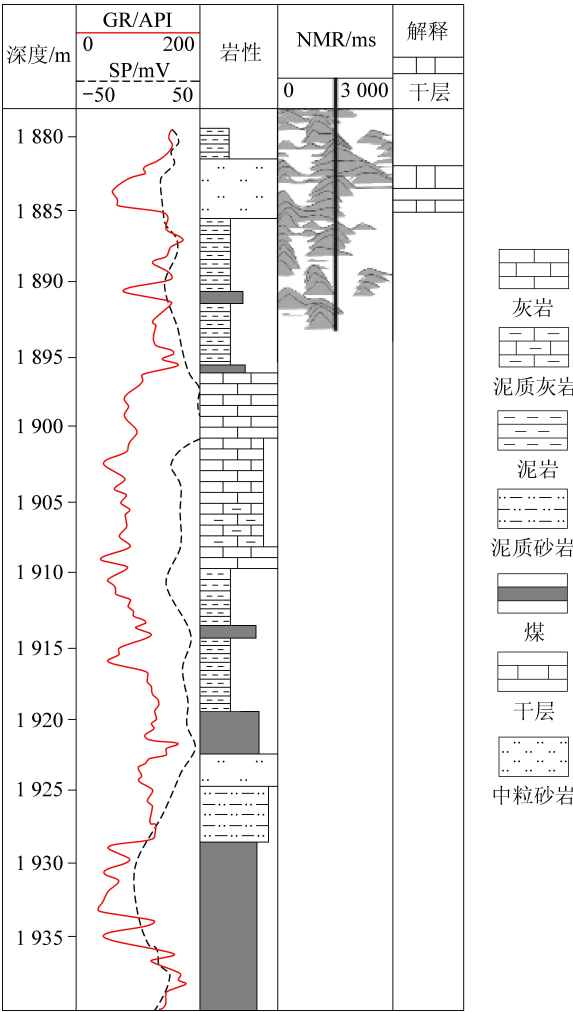 深度/m
GR/API
0 200
SP/mV
−50 50
岩性
NMR/ms
0 3 000
解释
干层
1 880
1 885
1 890
1 895
1 900
1 905
1 910
1 915
1 920
1 925
1 930
1 935
灰岩
泥质灰岩
泥岩
泥质砂岩
煤
干层
中粒砂岩